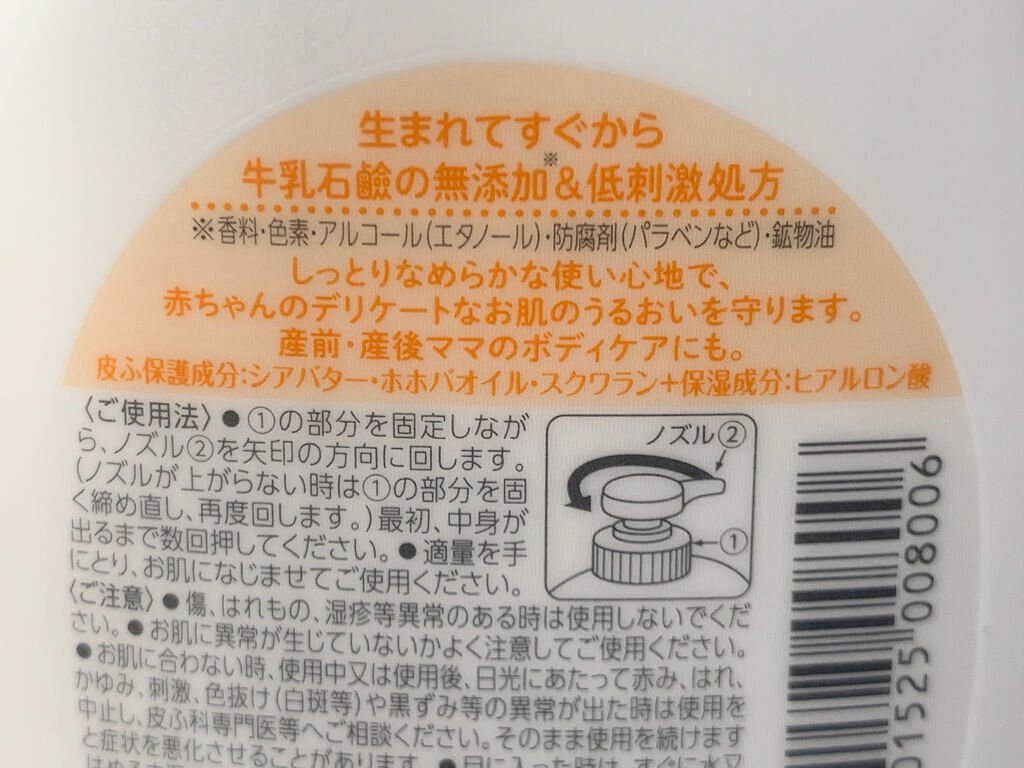 生まれてすぐから
牛乳石鹼の無添加※&低刺激処方
※香料・色素・アルコール(エタノール)・防腐剤(パラベンなど)・鉱物油
しっとりなめらかな使い心地で、
赤ちゃんのデリケートなお肌のうるおいを守ります。
産前・産後ママのボディケアにも。
皮ふ保護成分:シアバター・ホホバオイル・スクワラン+保湿成分:ヒアルロン酸
〈ご使用法〉●①の部分を固定しなが
ら、ノズル②を矢印の方向に回します。
(ノズルが上がらない時は①の部分を固
く締め直し、再度回します。)最初、中身が
出るまで数回押してください。●適量を手
にとり、お肌になじませてご使用ください。
ノズル②
①
〈ご注意〉●傷、はれもの、湿疹等異常のある時は使用しないでくだ
さい。●お肌に異常が生じていないかよく注意してご使用ください。
●お肌に合わない時、使用中又は使用後、日光にあたって赤み、はれ、
かゆみ、刺激、色抜け(白斑等)や黒ずみ等の異常が出た時は使用を
中止し、皮ふ科専門医等へご相談ください。そのまま使用を続けます
と症状を悪化させることがあります。●目に入った時は、すぐに水又
015525 008006